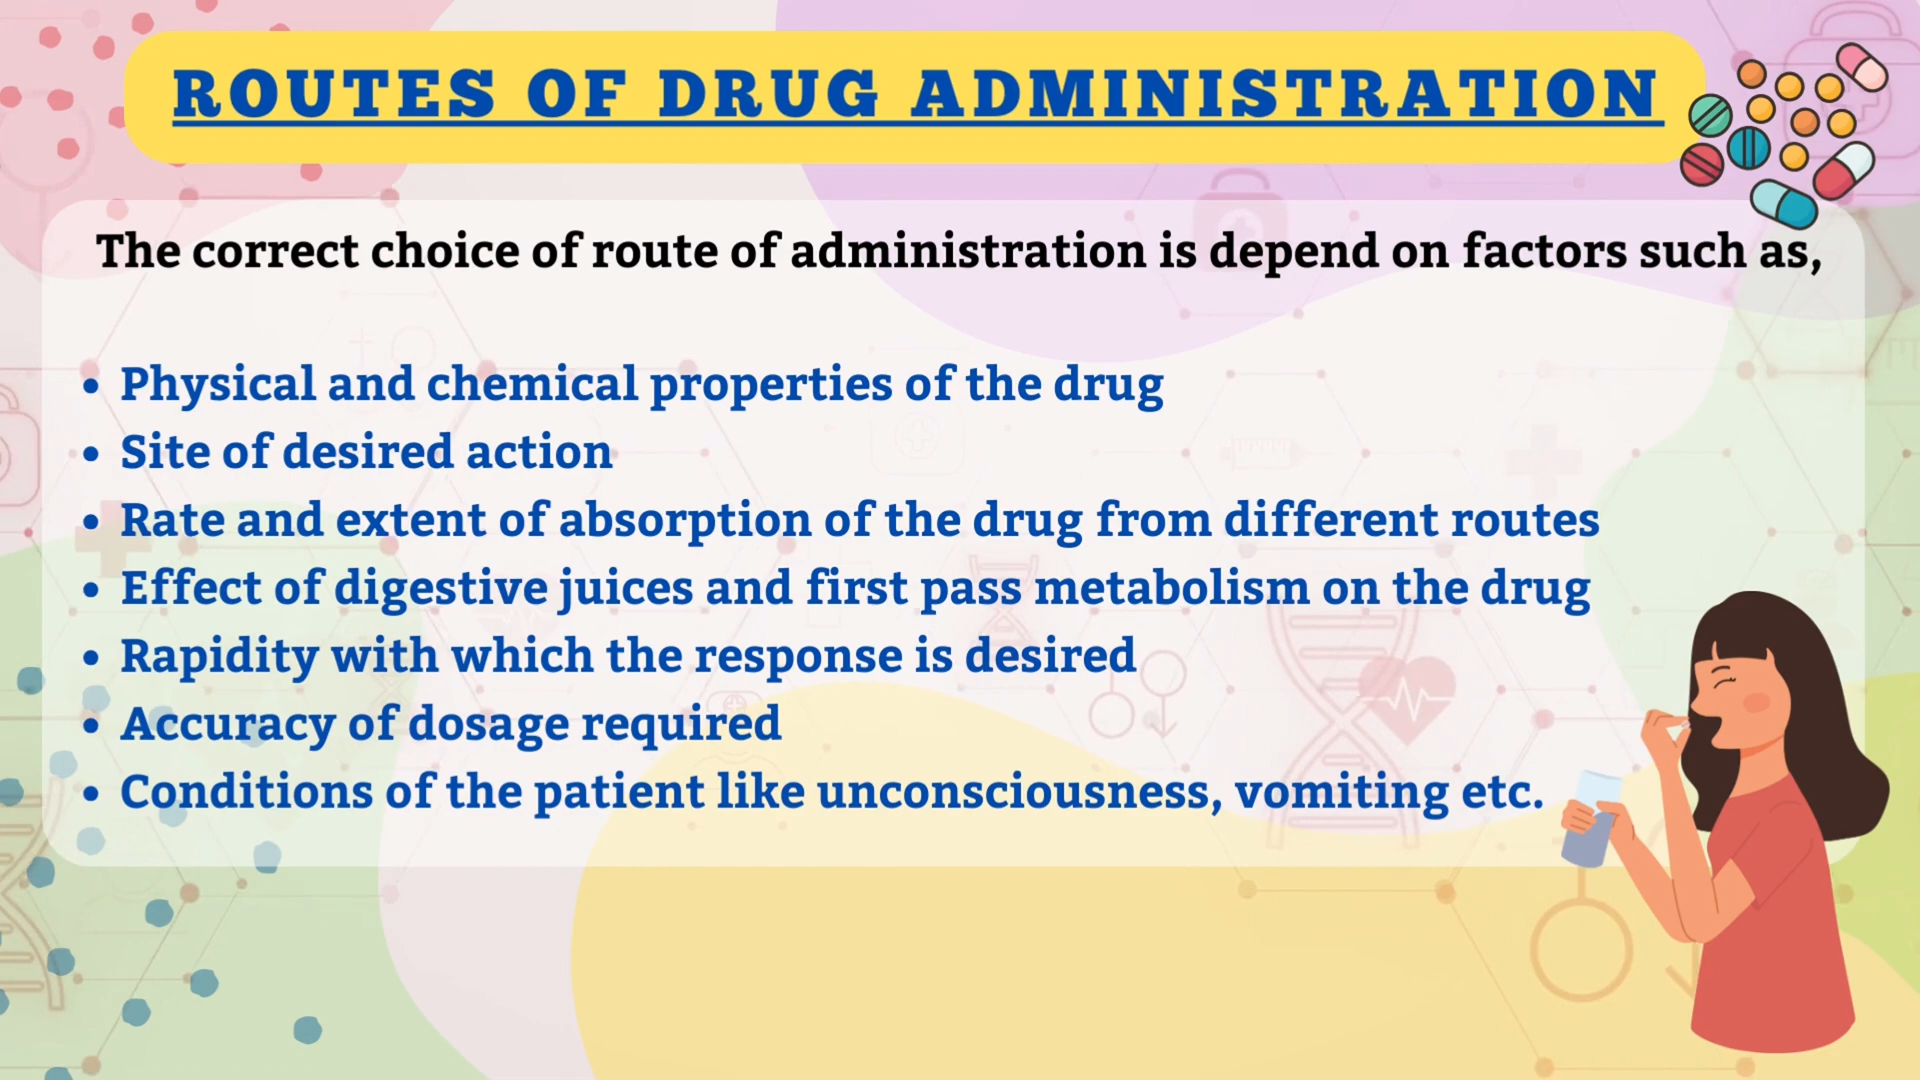 ROUTES OF DRUG ADMINISTRATION
The correct choice of route of administration is depend on factors such as,
• Physical and chemical properties of the drug
• Site of desired action
• Rate and extent of absorption of the drug from different routes
• Effect of digestive juices and first pass metabolism on the drug
• Rapidity with which the response is desired
• Accuracy of dosage required
• Conditions of the patient like unconsciousness, vomiting etc.